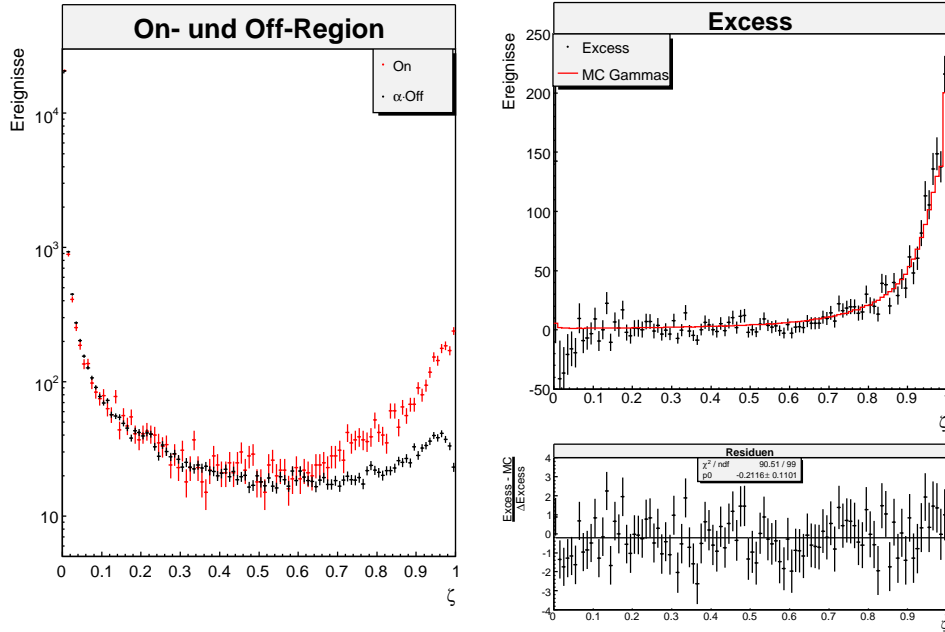 On- und Off-Region
Ereignisse
On
α·Off
10⁴
10³
10²
10
0 0.1 0.2 0.3 0.4 0.5 0.6 0.7 0.8 0.9 1
ζ
Excess
Ereignisse
Excess
MC Gammas
250
200
150
100
50
0
-50
0 0.1 0.2 0.3 0.4 0.5 0.6 0.7 0.8 0.9
ζ
Residuen
χ² / ndf 90.51 / 99
p0 -0.2116± 0.1101
Excess - MC
ΔExcess
4
3
2
1
0
-1
-2
-3
-4
0 0.1 0.2 0.3 0.4 0.5 0.6 0.7 0.8 0.9
ζ